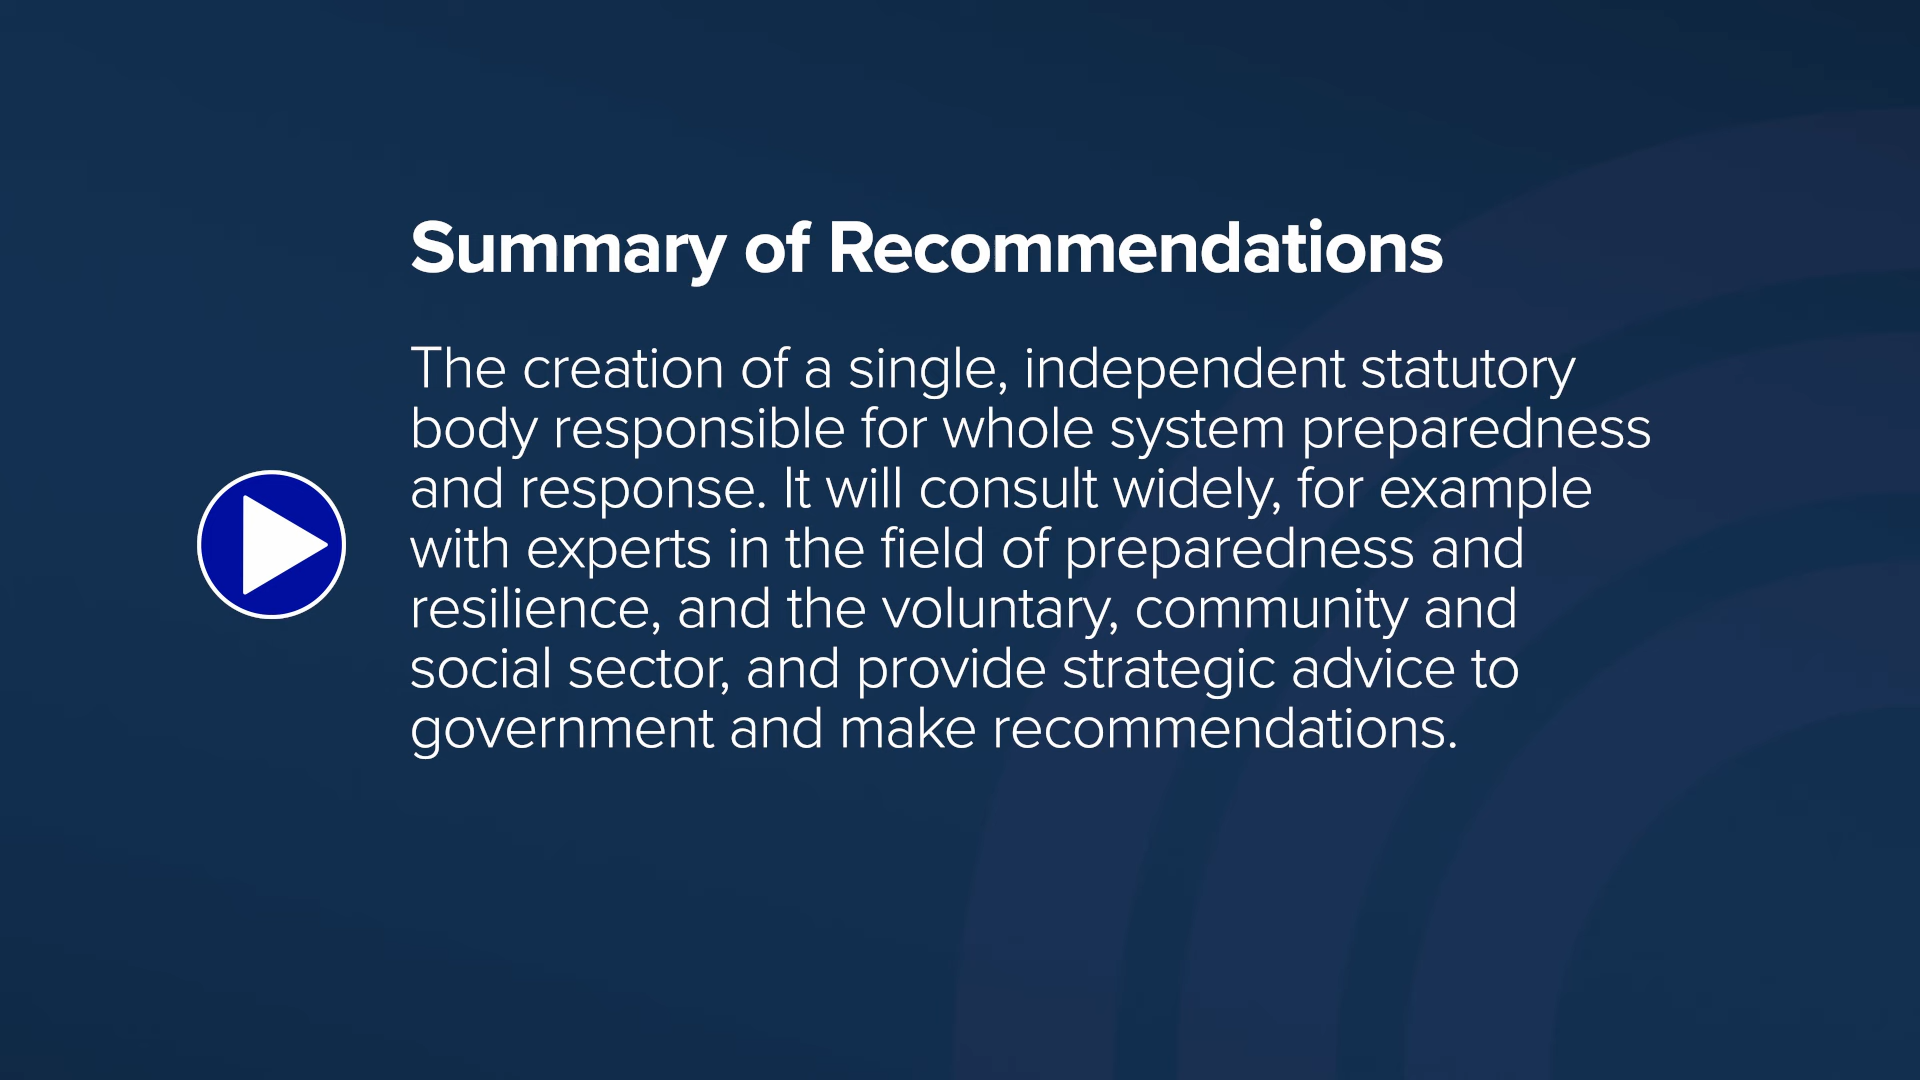 Summary of Recommendations
The creation of a single, independent statutory
body responsible for whole system preparedness
and response. It will consult widely, for example
with experts in the field of preparedness and
resilience, and the voluntary, community and
social sector, and provide strategic advice to
government and make recommendations.